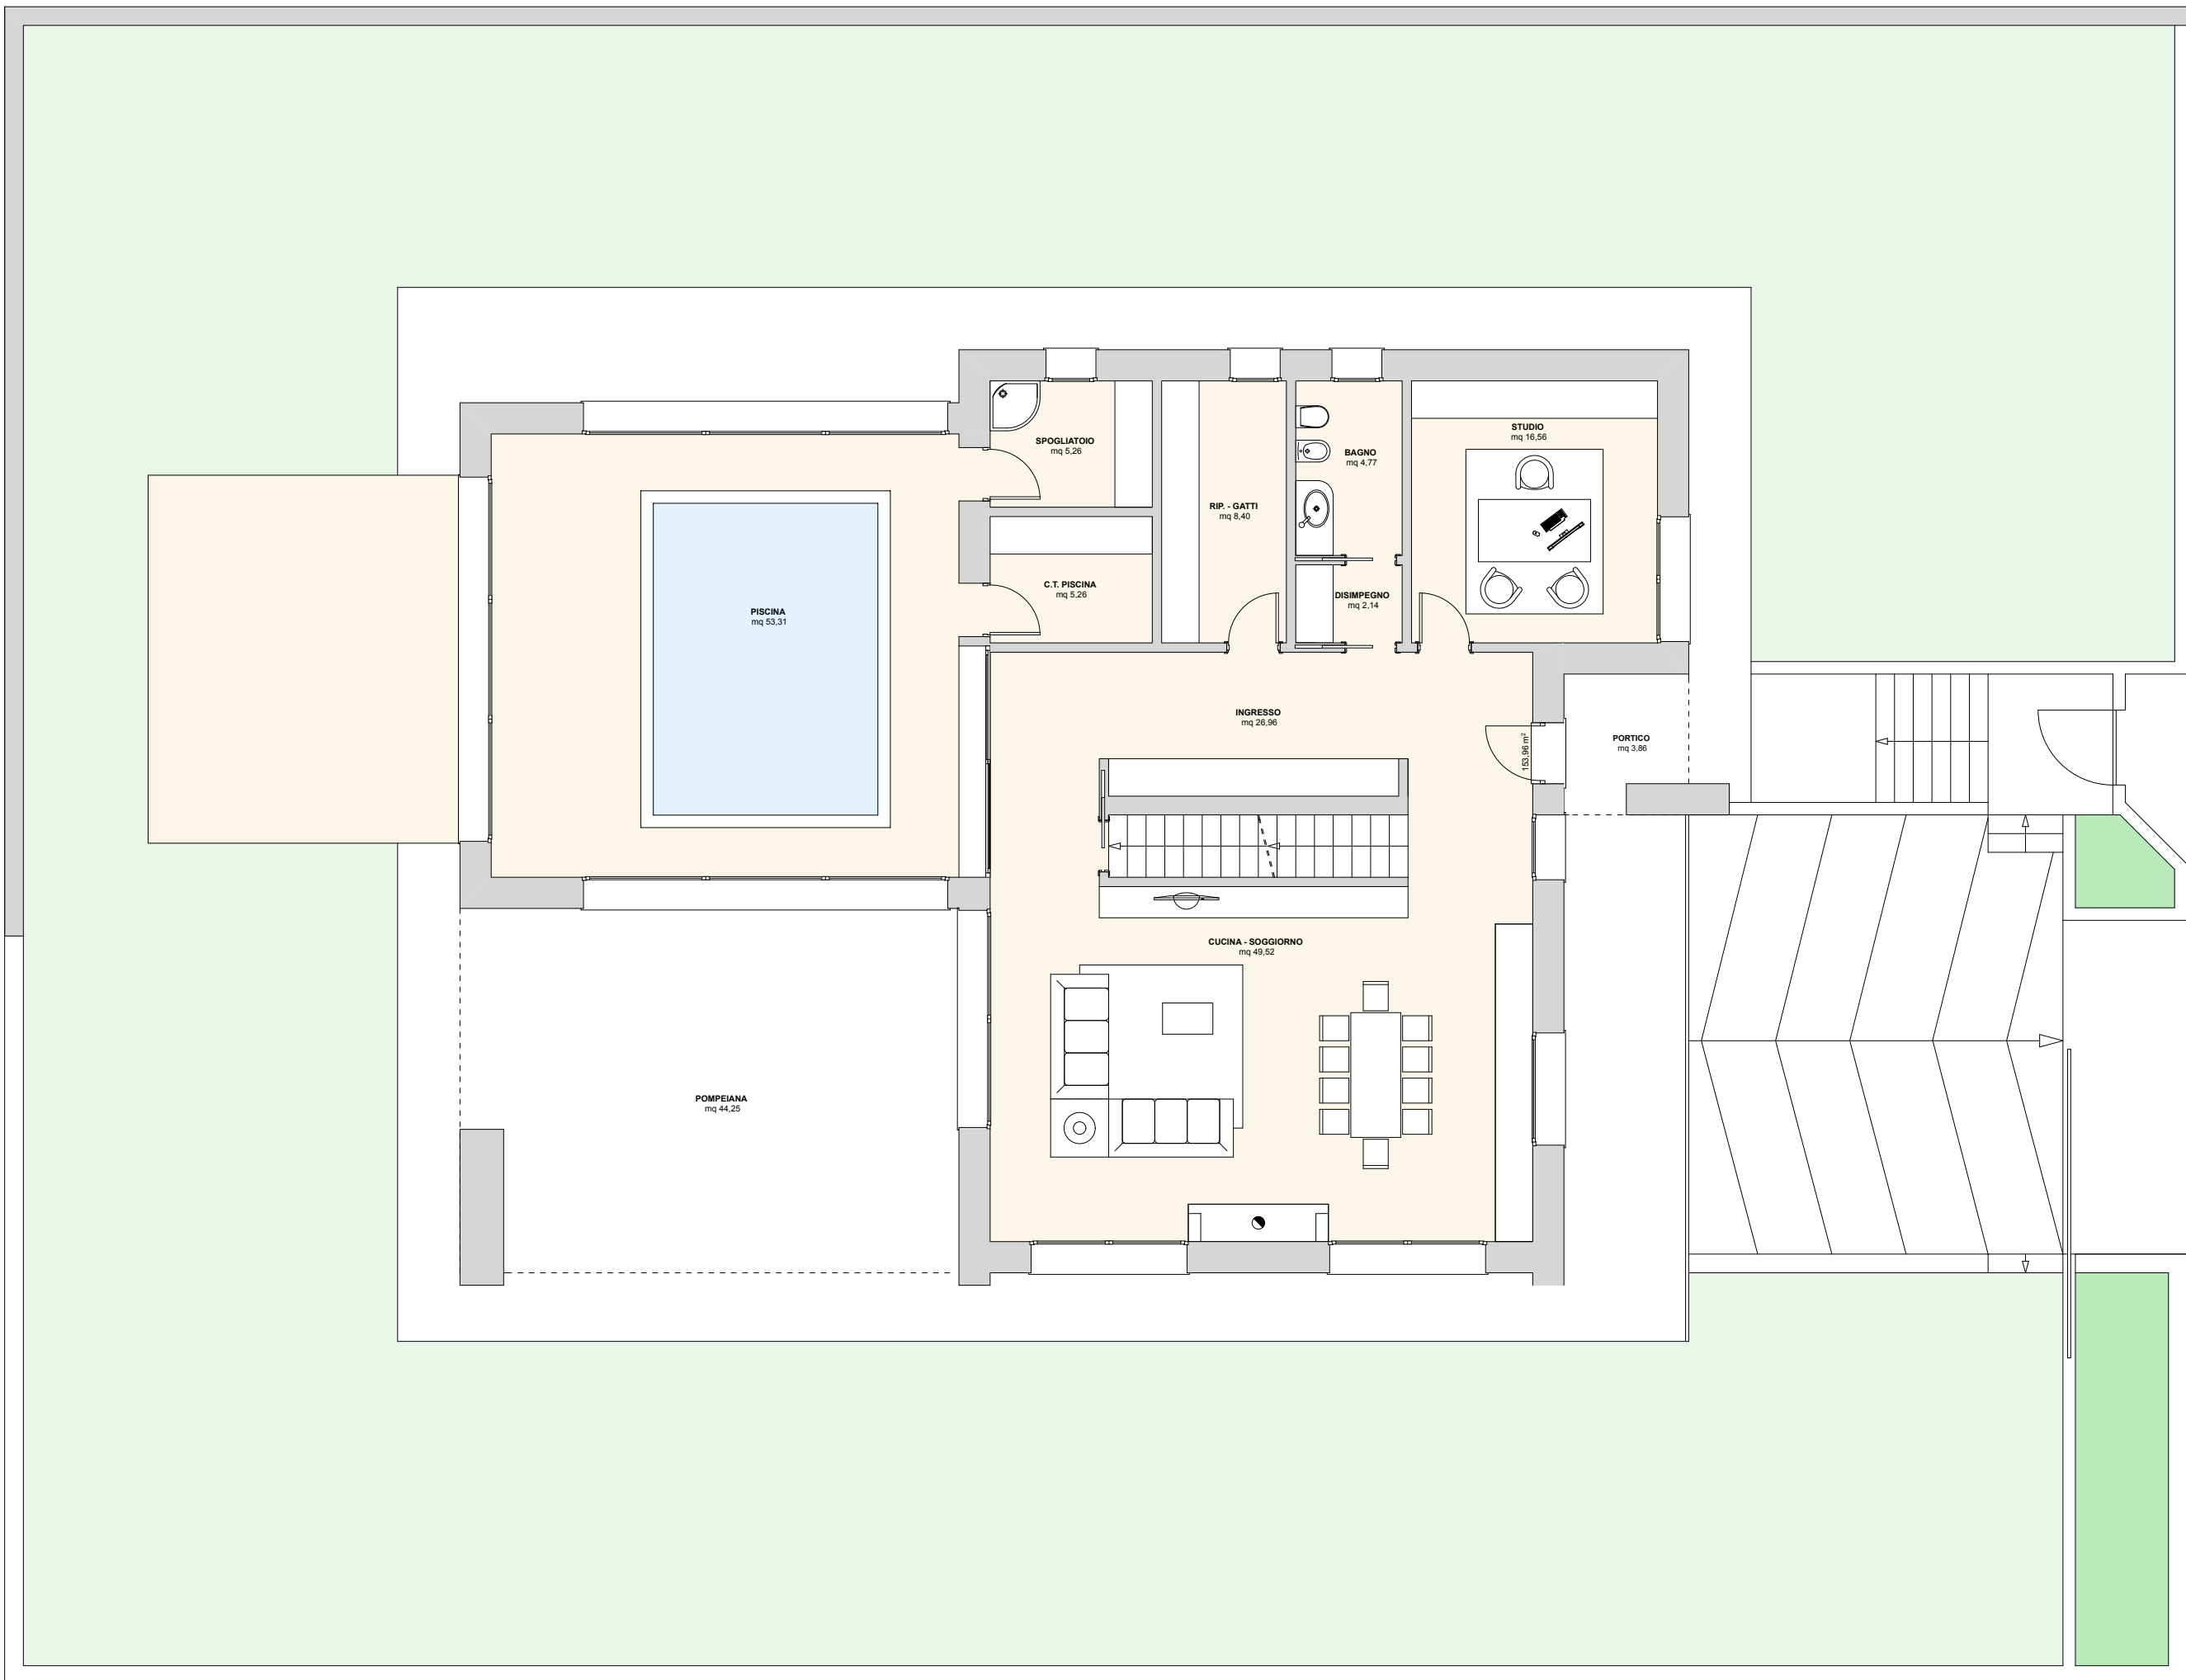 SPOGLIATOIO
mq 5,26
RIP. - GATTI
mq 8,40
BAGNO
mq 4,77
STUDIO
mq 16,56
C.T. PISCINA
mq 5,26
DISIMPEGNO
mq 2,14
PISCINA
mq 53,31
INGRESSO
mq 26,96
153,96 m²
PORTICO
mq 3,86
CUCINA - SOGGIORNO
mq 49,52
POMPEIANA
mq 44,25